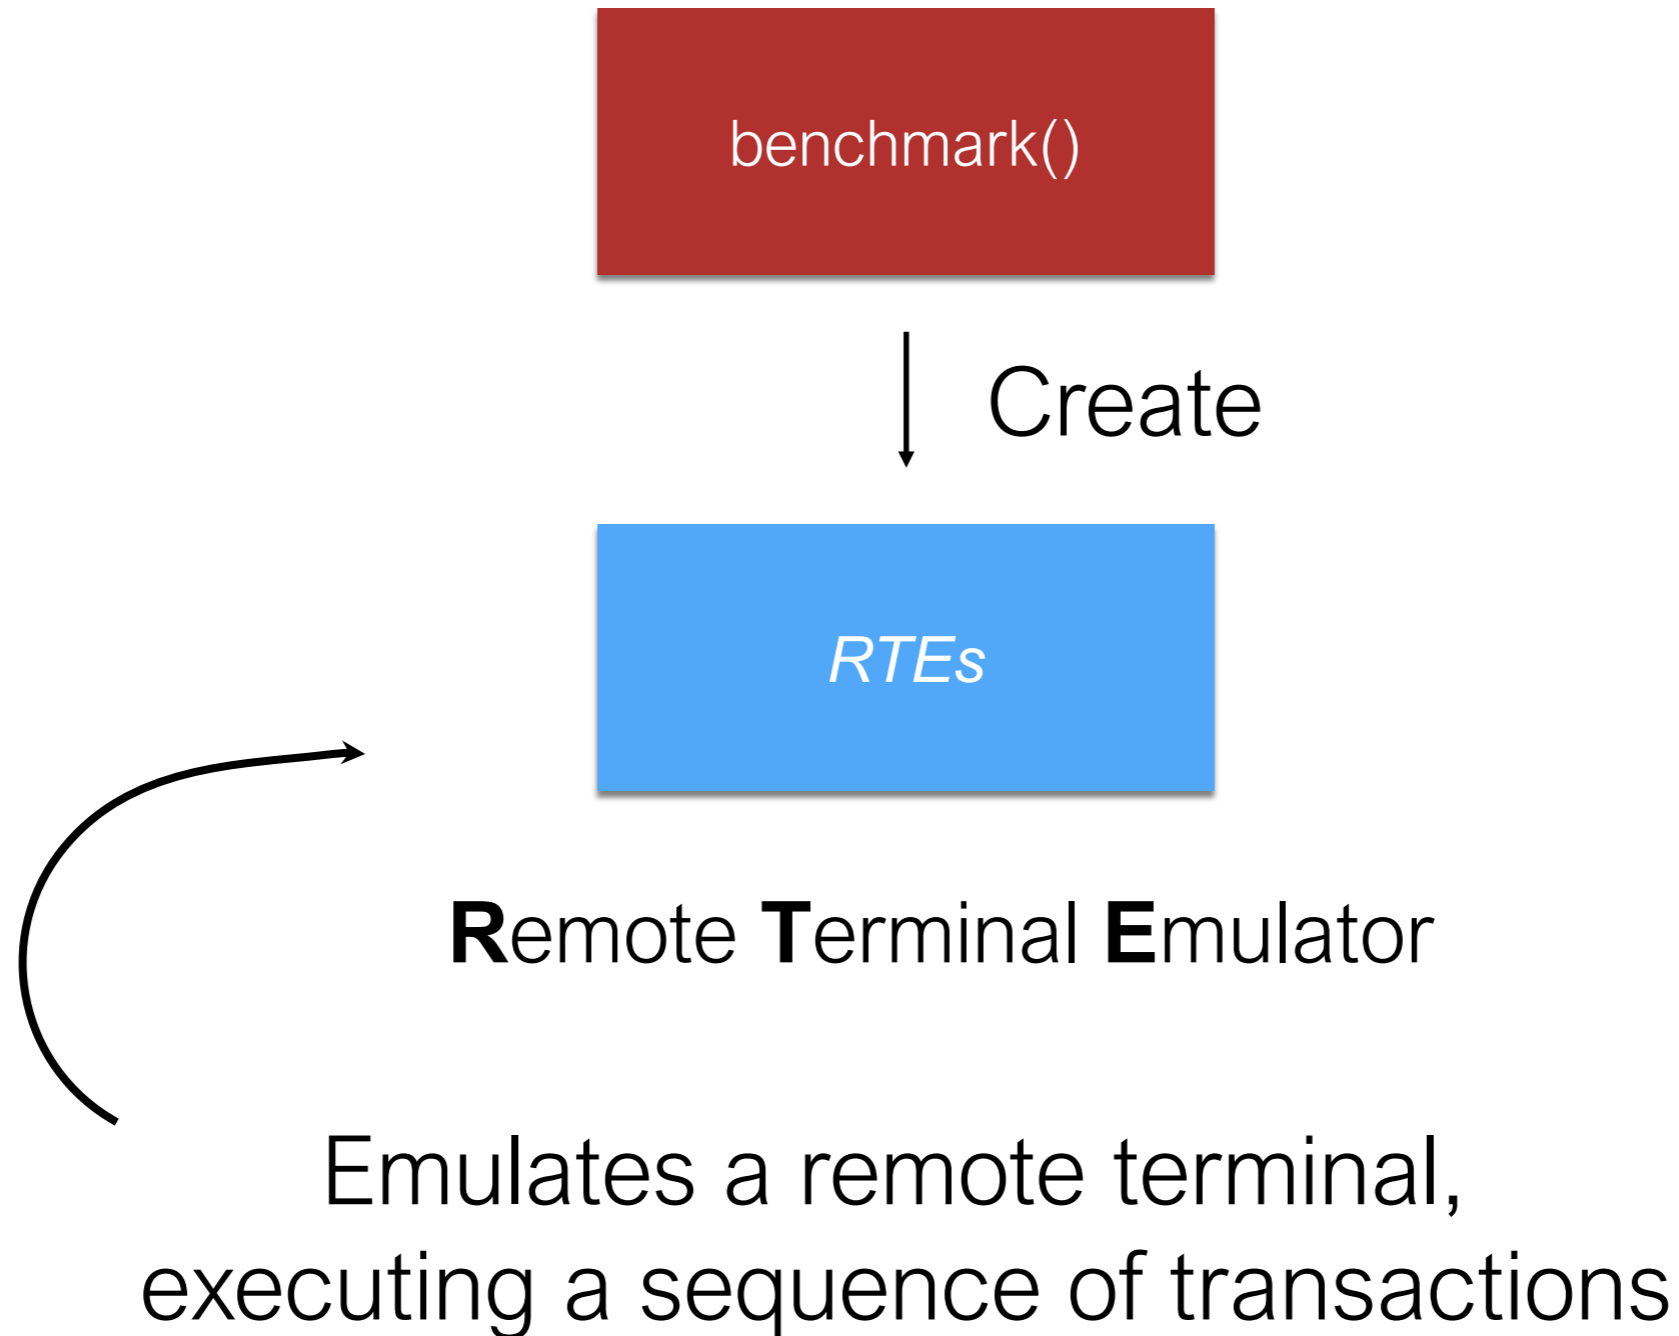 benchmark()
Create
RTEs
Remote Terminal Emulator
Emulates a remote terminal,
executing a sequence of transactions